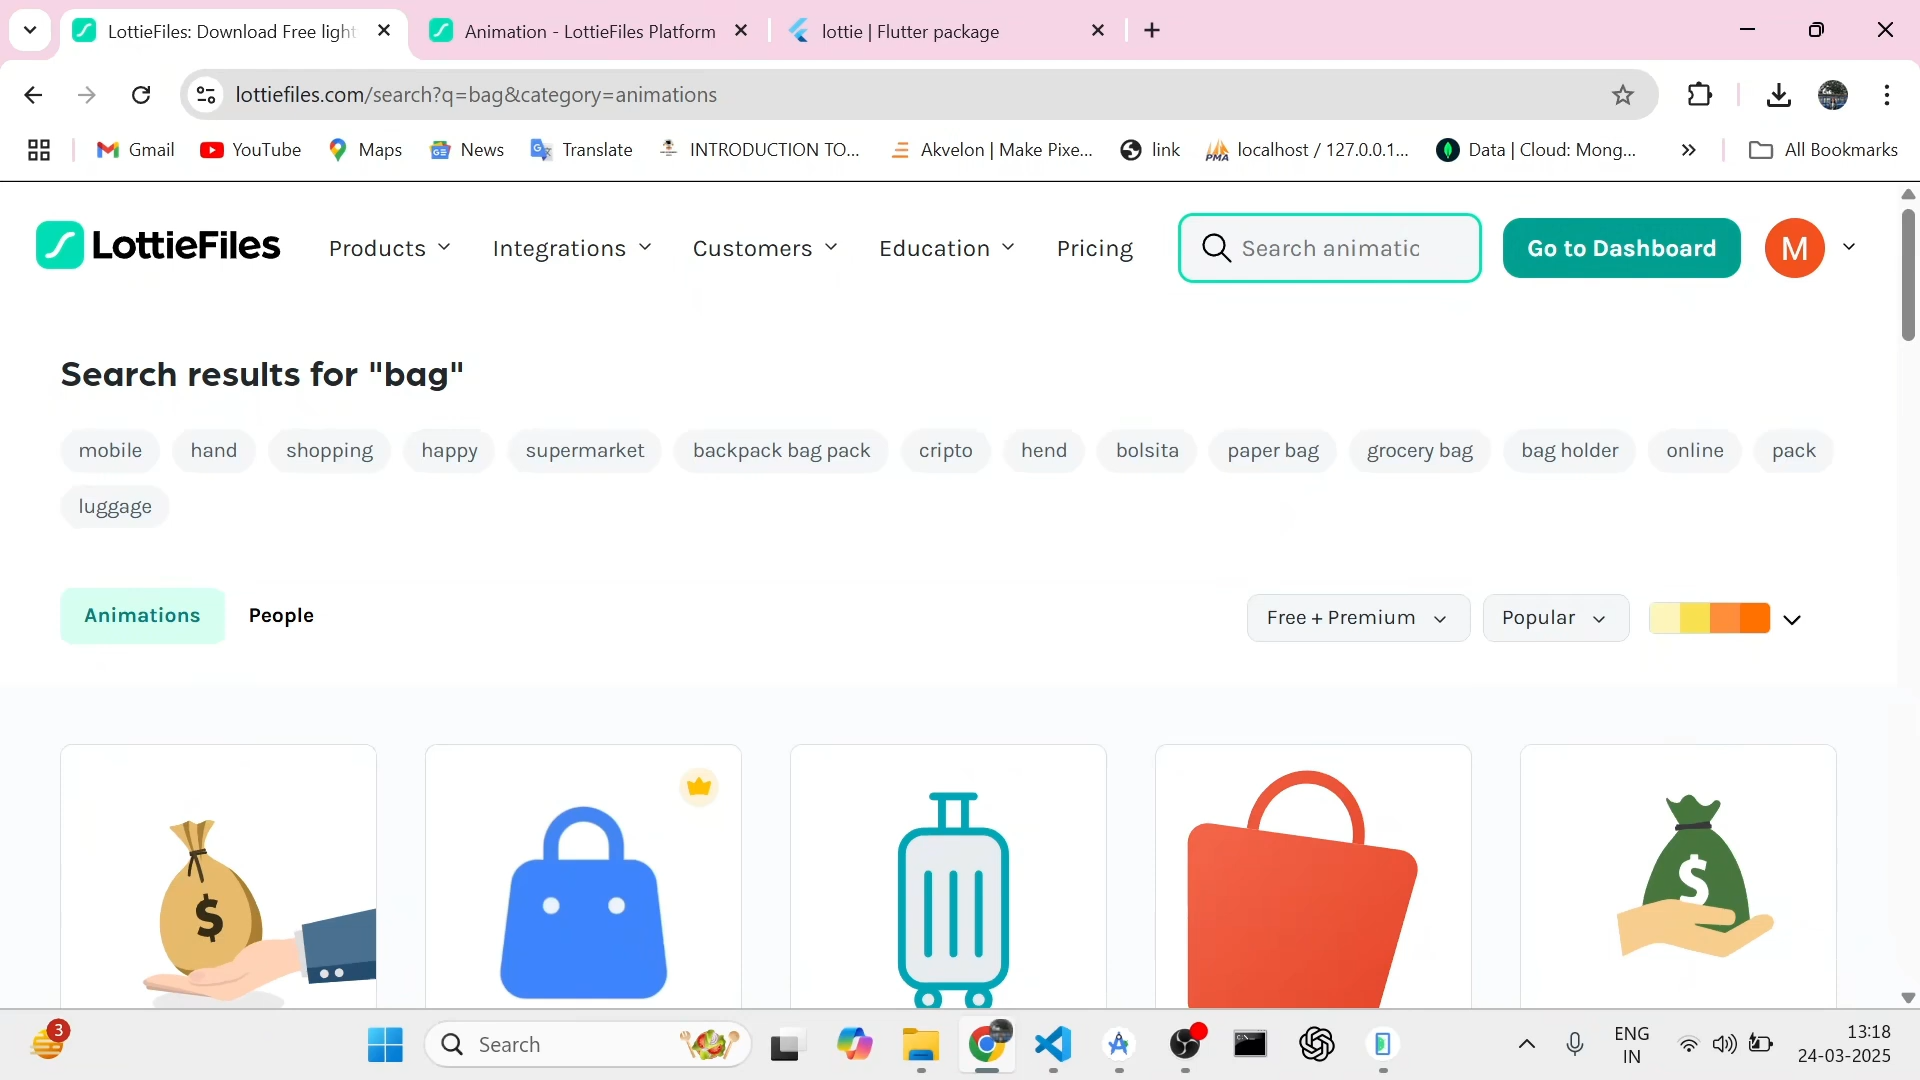 LottieFiles: Download Free light
Animation - LottieFiles Platform
lottie | Flutter package
lottiefiles.com/search?q=bag&category=animations
Gmail
YouTube
Maps
News
Translate
INTRODUCTION TO...
Akvelon | Make Pixe...
link
localhost / 127.0.0.1...
Data | Cloud: Mong...
All Bookmarks
LottieFiles
Products
Integrations
Customers
Education
Pricing
Search animatic
Go to Dashboard
M
Search results for "bag"
mobile
hand
shopping
happy
supermarket
backpack bag pack
cripto
hend
bolsita
paper bag
grocery bag
bag holder
online
pack
luggage
Animations
People
Free + Premium
Popular
$
$
3
Search
ENG
IN
13:18
24-03-2025